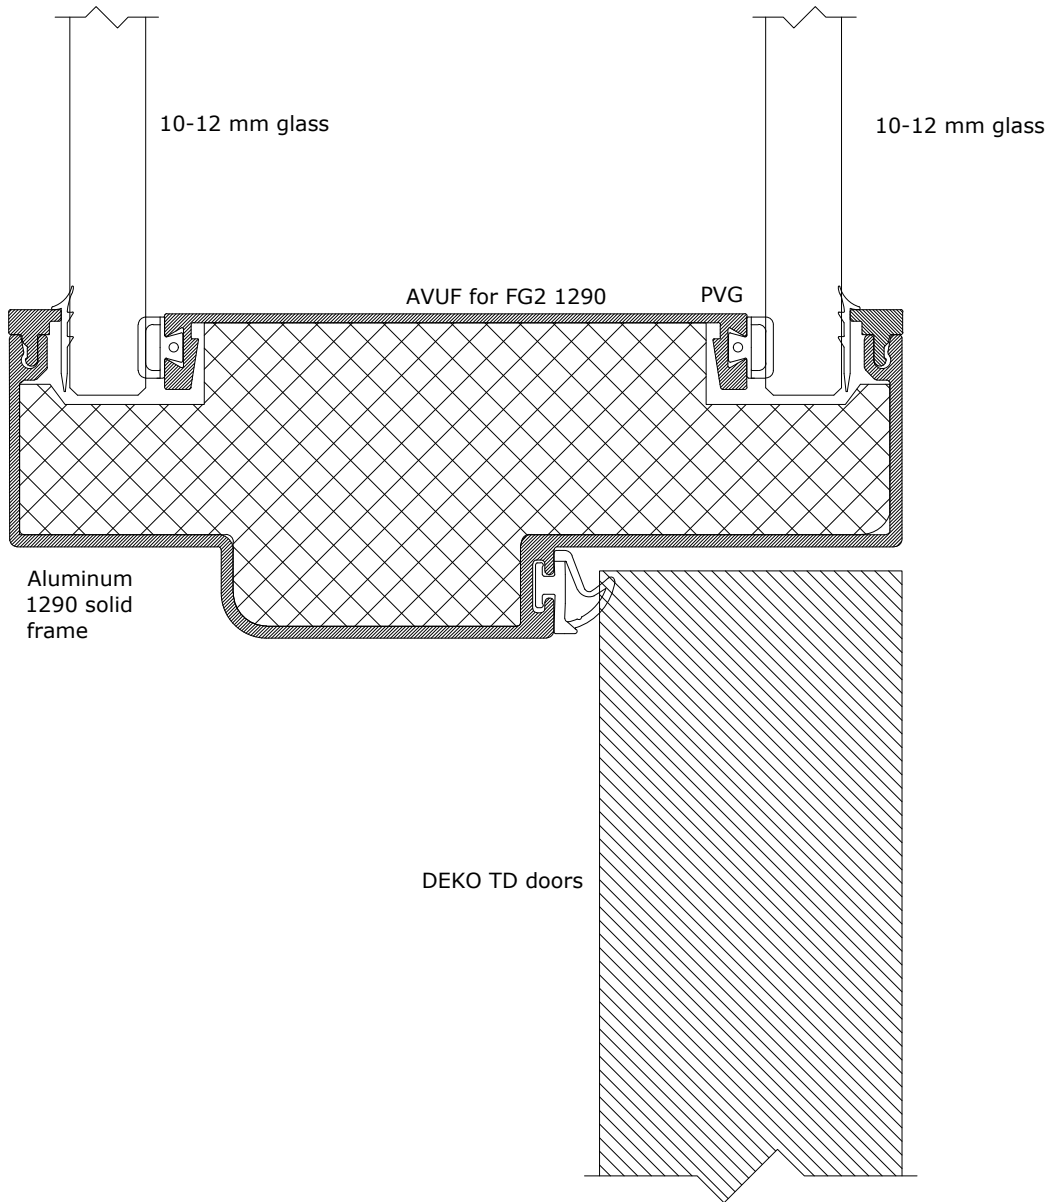 10-12 mm glass
10-12 mm glass
AVUF for FG2 1290
PVG
Aluminum
1290 solid
frame
DEKO TD doors